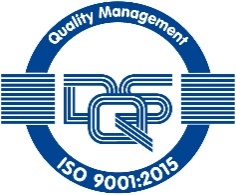 Quality Management
DQS
ISO 9001:2015